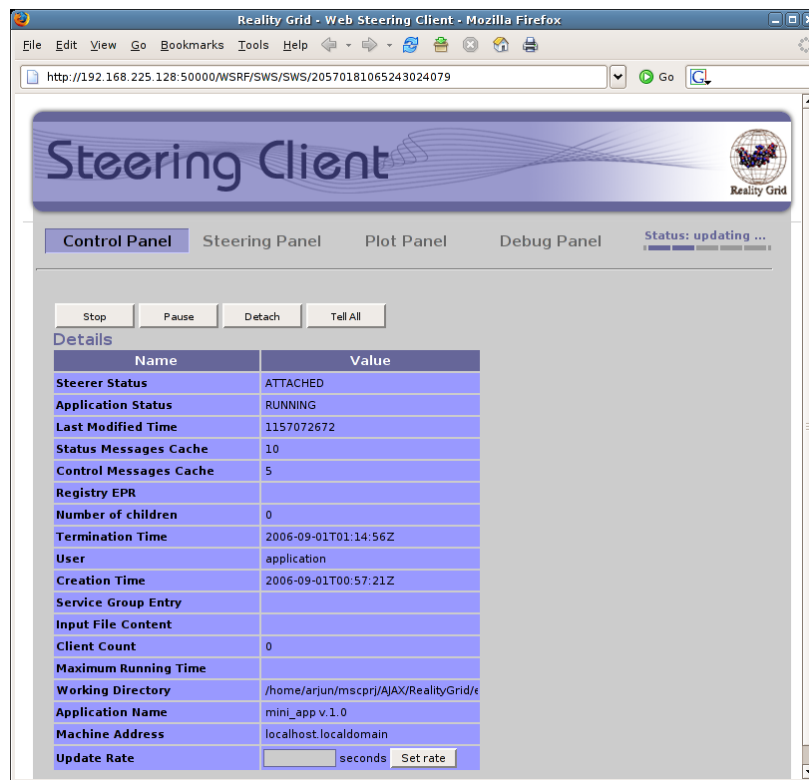 Reality Grid - Web Steering Client - Mozilla Firefox
File Edit View Go Bookmarks Tools Help
http://192.168.225.128:50000/WSRF/SWS/SWS/20570181065243024079 Go G
Steering Client
Reality Grid
Control Panel Steering Panel Plot Panel Debug Panel Status: updating ...
Stop Pause Detach Tell All
Details
Name Value
Steerer Status ATTACHED
Application Status RUNNING
Last Modified Time 1157072672
Status Messages Cache 10
Control Messages Cache 5
Registry EPR
Number of children 0
Termination Time 2006-09-01T01:14:56Z
User application
Creation Time 2006-09-01T00:57:21Z
Service Group Entry
Input File Content
Client Count 0
Maximum Running Time
Working Directory /home/arjun/mscprj/AJAX/RealityGrid/e
Application Name mini_app v.1.0
Machine Address localhost.localdomain
Update Rate seconds Set rate